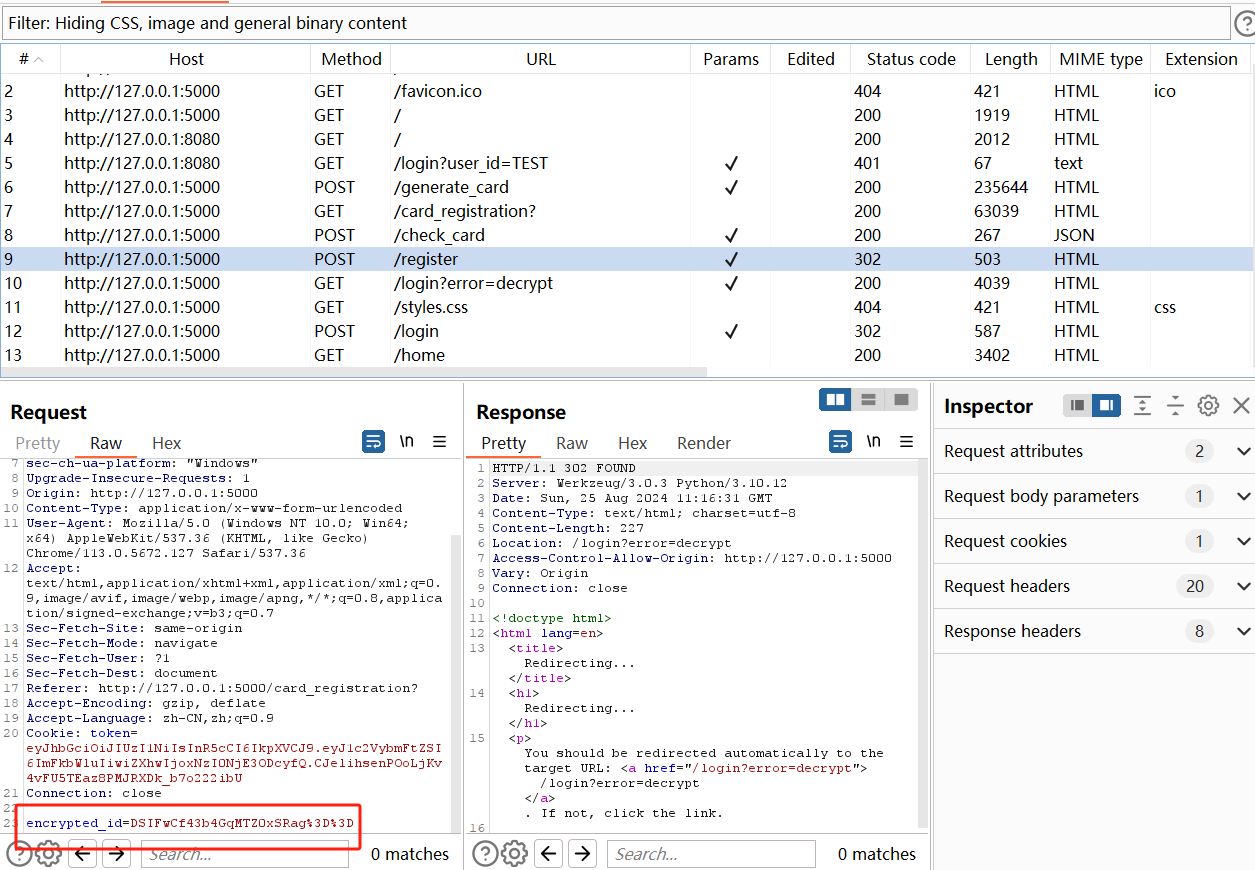 Filter: Hiding CSS, image and general binary content
# Host Method URL Params Edited Status code Length MIME type Extension
2 http://127.0.0.1:5000 GET /favicon.ico 404 421 HTML ico
3 http://127.0.0.1:5000 GET / 200 1919 HTML
4 http://127.0.0.1:8080 GET / 200 2012 HTML
5 http://127.0.0.1:8080 GET /login?user_id=TEST ✓ 401 67 text
6 http://127.0.0.1:5000 POST /generate_card ✓ 200 235644 HTML
7 http://127.0.0.1:5000 GET /card_registration? 200 63039 HTML
8 http://127.0.0.1:5000 POST /check_card ✓ 200 267 JSON
9 http://127.0.0.1:5000 POST /register ✓ 302 503 HTML
10 http://127.0.0.1:5000 GET /login?error=decrypt ✓ 200 4039 HTML
11 http://127.0.0.1:5000 GET /styles.css 404 421 HTML css
12 http://127.0.0.1:5000 POST /login ✓ 302 587 HTML
13 http://127.0.0.1:5000 GET /home 200 3402 HTML
Request
Pretty Raw Hex \n
7 sec-ch-ua-platform: "Windows"
8 Upgrade-Insecure-Requests: 1
9 Origin: http://127.0.0.1:5000
10 Content-Type: application/x-www-form-urlencoded
11 User-Agent: Mozilla/5.0 (Windows NT 10.0; Win64;
x64) AppleWebKit/537.36 (KHTML, like Gecko)
Chrome/113.0.5672.127 Safari/537.36
12 Accept:
text/html,application/xhtml+xml,application/xml;q=0.
9,image/avif,image/webp,image/apng,*/*;q=0.8,applica
tion/signed-exchange;v=b3;q=0.7
13 Sec-Fetch-Site: same-origin
14 Sec-Fetch-Mode: navigate
15 Sec-Fetch-User: ?1
16 Sec-Fetch-Dest: document
17 Referer: http://127.0.0.1:5000/card_registration?
18 Accept-Encoding: gzip, deflate
19 Accept-Language: zh-CN,zh;q=0.9
20 Cookie: token=
eyJhbGciOiJIUzI1NiIsInR5cCI6IkpXVCJ9.eyJ1c2VybmFtZSI
6ImFkbWluIiwiZXhwIjoxNzI0NjE3ODcyfQ.CJelihsenPOoLjKv
4vFU5TEaz8PMJRXDk_b7o222ibU
21 Connection: close
22
23 encrypted_id=DSIFwCf43b4GqMTZOxSRag%3D%3D
Search...
0 matches
Response
Pretty Raw Hex Render \n
1 HTTP/1.1 302 FOUND
2 Server: Werkzeug/3.0.3 Python/3.10.12
3 Date: Sun, 25 Aug 2024 11:16:31 GMT
4 Content-Type: text/html; charset=utf-8
5 Content-Length: 227
6 Location: /login?error=decrypt
7 Access-Control-Allow-Origin: http://127.0.0.1:5000
8 Vary: Origin
9 Connection: close
10
11 <!doctype html>
12 <html lang=en>
13 <title>
Redirecting...
</title>
14 <h1>
Redirecting...
</h1>
15 <p>
You should be redirected automatically to the
target URL: <a href="/login?error=decrypt">
/login?error=decrypt
</a>
. If not, click the link.
16
Search...
0 matches
Inspector
Request attributes 2
Request body parameters 1
Request cookies 1
Request headers 20
Response headers 8